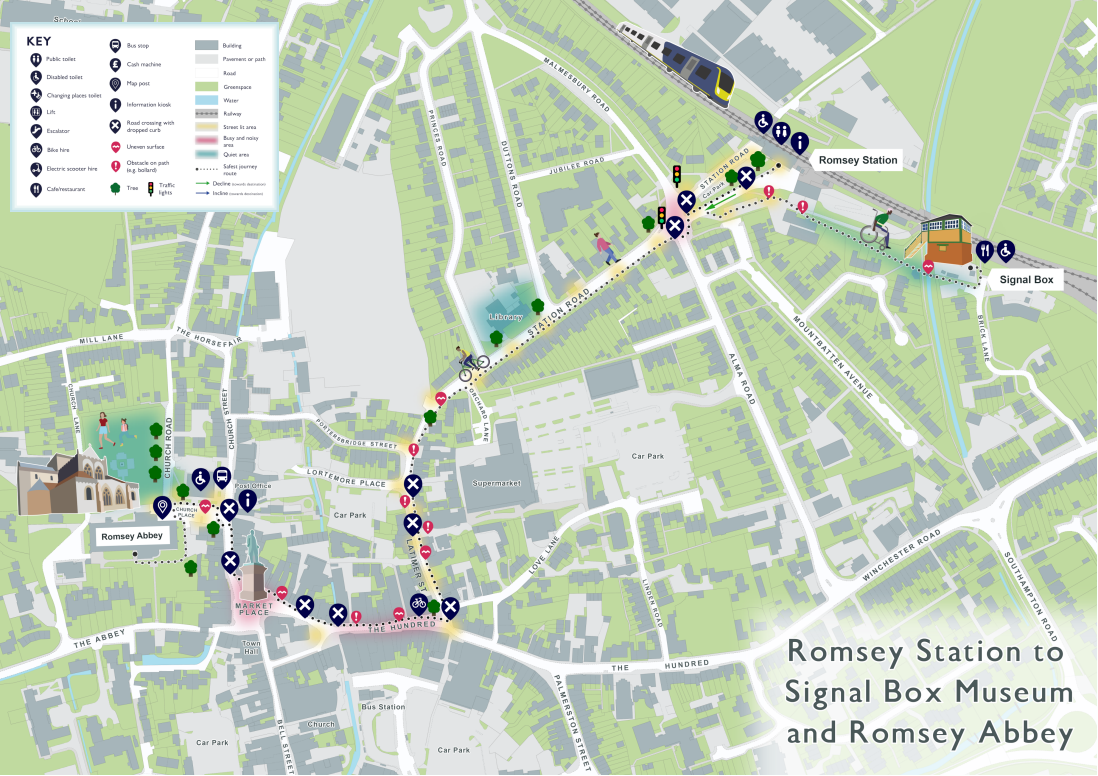 School
KEY
Public toilet
Disabled toilet
Changing places toilet
Lift
Escalator
Bike hire
Electric scooter hire
Cafe/restaurant
Bus stop
Cash machine
Map post
Information kiosk
Road crossing with
dropped curb
Uneven surface
Obstacle on path
(e.g. bollard)
Tree
Traffic
lights
Building
Pavement or path
Road
Greenspace
Water
Railway
Street lit area
Busy and noisy
area
Quiet area
Safest journey
route
Decline (towards destination)
Incline (towards destination)
MALMESBURY ROAD
PRINCES ROAD
DUTTONS ROAD
JUBILEE ROAD
STATION ROAD
Car Park
Romsey Station
Signal Box
Library
STATION ROAD
MILL LANE
THE HORSEFAIR
CHURCH LANE
CHURCH ROAD
CHURCH STREET
MOUNTBATTEN AVENUE
BRICK LANE
ALMA ROAD
ORCHARD LANE
PORTERSBRIDGE STREET
LORTEMORE PLACE
Car Park
Supermarket
Post Office
CHURCH
PLACE
Car Park
Romsey Abbey
LATIMER ST
LOVE LANE
WINCHESTER ROAD
SOUTHAMPTON ROAD
LINDEN ROAD
MARKET
PLACE
THE HUNDRED
THE ABBEY
Town
Hall
THE HUNDRED
PALMERSTON STREET
Bus Station
Church
BELL STREET
Car Park
Car Park
Romsey Station to
Signal Box Museum
and Romsey Abbey